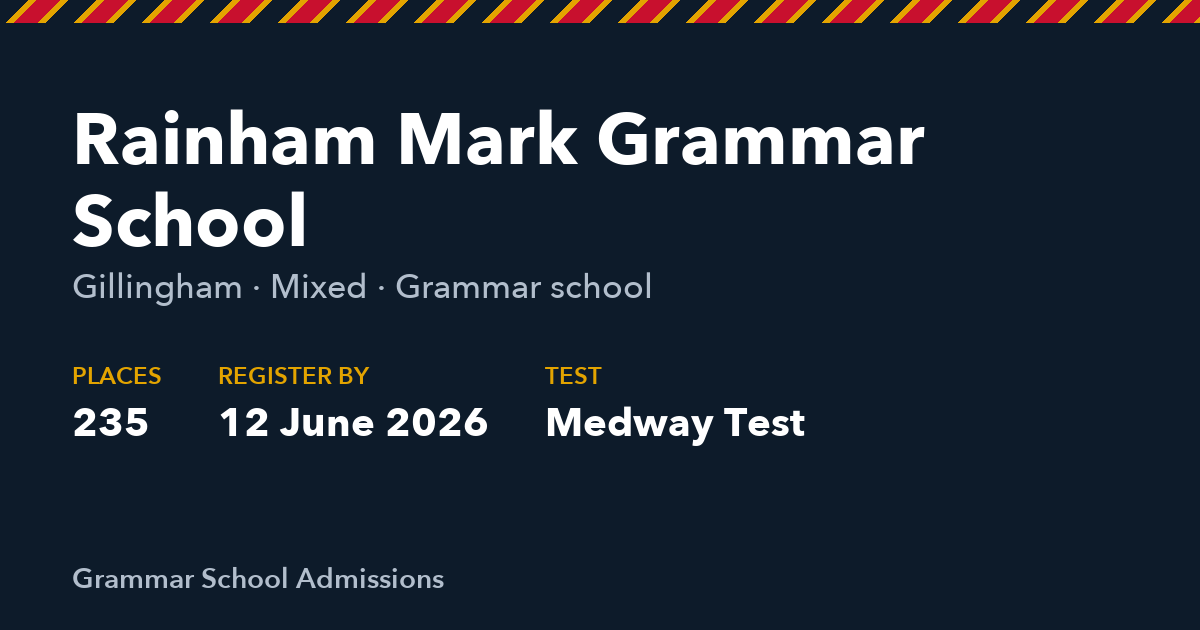 Rainham Mark Grammar
School
Gillingham · Mixed · Grammar school
PLACES REGISTER BY TEST
235 12 June 2026 Medway Test
Grammar School Admissions